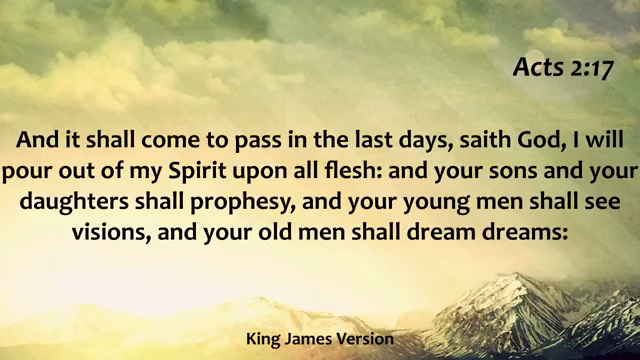 Acts 2:17
And it shall come to pass in the last days, saith God, I will
pour out of my Spirit upon all flesh: and your sons and your
daughters shall prophesy, and your young men shall see
visions, and your old men shall dream dreams:
King James Version